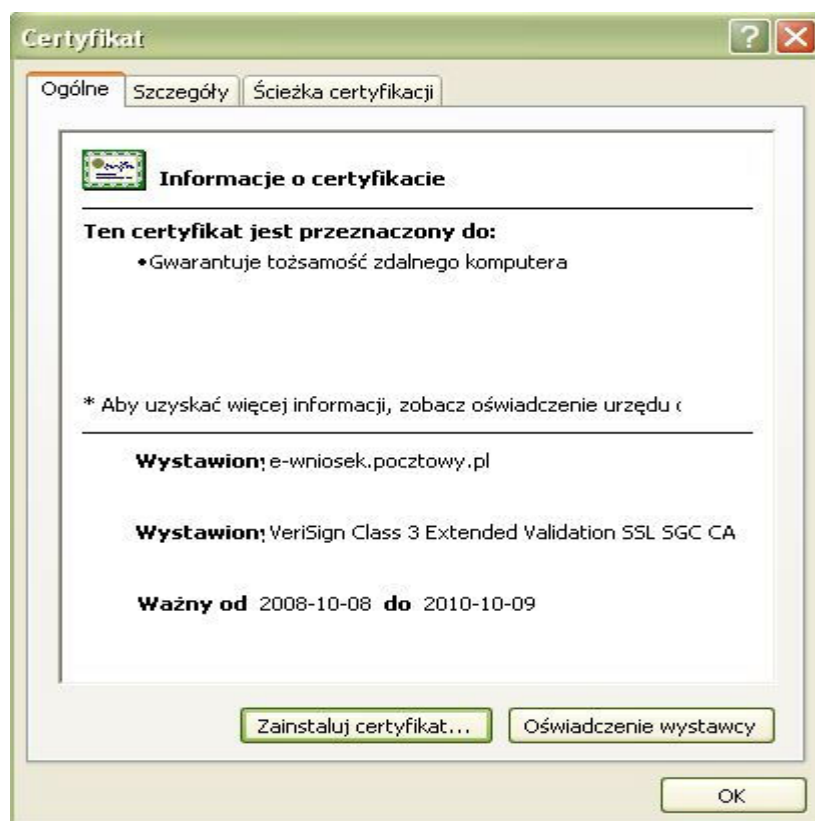 Certyfikat
Ogólne Szczegóły Ścieżka certyfikacji
Informacje o certyfikacie
Ten certyfikat jest przeznaczony do:
•Gwarantuje tożsamość zdalnego komputera
* Aby uzyskać więcej informacji, zobacz oświadczenie urzędu c
Wystawiony e-wniosek.pocztowy.pl
Wystawiony VeriSign Class 3 Extended Validation SSL SGC CA
Ważny od 2008-10-08 do 2010-10-09
Zainstaluj certyfikat... Oświadczenie wystawcy
OK